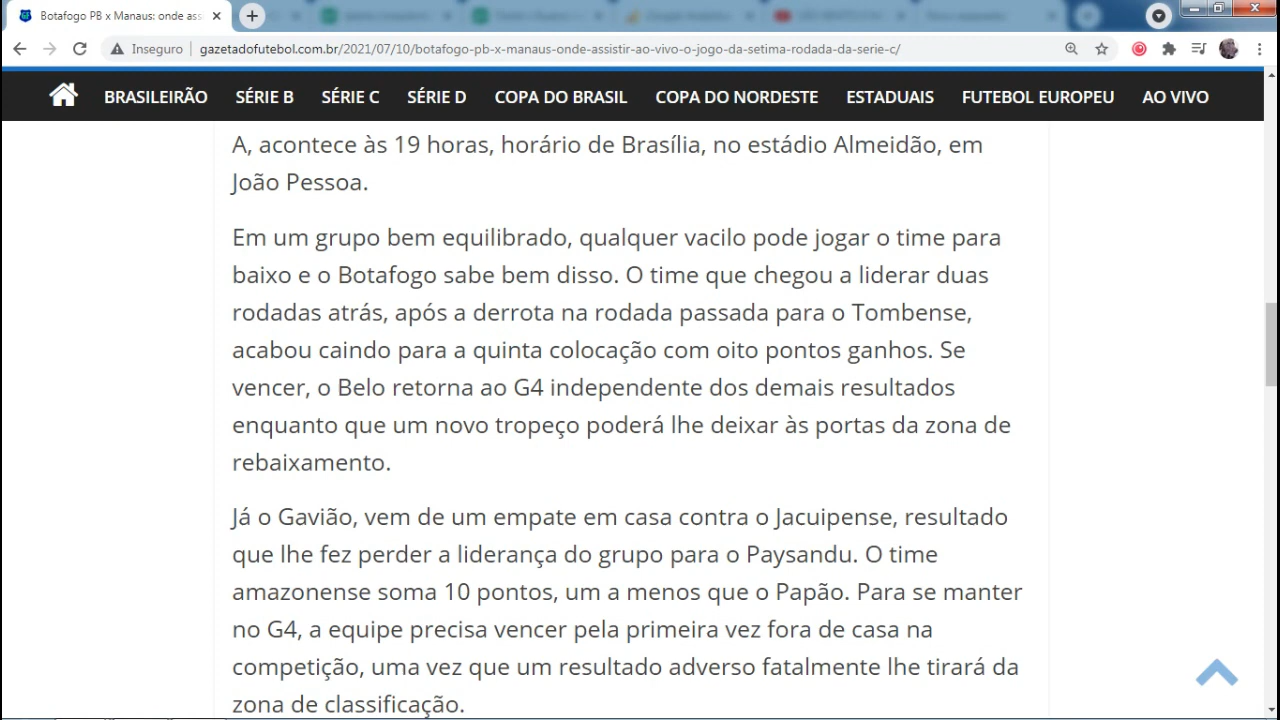 Botafogo PB x Manaus: onde ass
Inseguro gazetadofutebol.com.br/2021/07/10/botafogo-pb-x-manaus-onde-assistir-ao-vivo-o-jogo-da-setima-rodada-da-serie-c/
BRASILEIRÃO SÉRIE B SÉRIE C SÉRIE D COPA DO BRASIL COPA DO NORDESTE ESTADUAIS FUTEBOL EUROPEU AO VIVO
A, acontece às 19 horas, horário de Brasília, no estádio Almeidão, em
João Pessoa.
Em um grupo bem equilibrado, qualquer vacilo pode jogar o time para
baixo e o Botafogo sabe bem disso. O time que chegou a liderar duas
rodadas atrás, após a derrota na rodada passada para o Tombense,
acabou caindo para a quinta colocação com oito pontos ganhos. Se
vencer, o Belo retorna ao G4 independente dos demais resultados
enquanto que um novo tropeço poderá lhe deixar às portas da zona de
rebaixamento.
Já o Gavião, vem de um empate em casa contra o Jacuipense, resultado
que lhe fez perder a liderança do grupo para o Paysandu. O time
amazonense soma 10 pontos, um a menos que o Papão. Para se manter
no G4, a equipe precisa vencer pela primeira vez fora de casa na
competição, uma vez que um resultado adverso fatalmente lhe tirará da
zona de classificação.